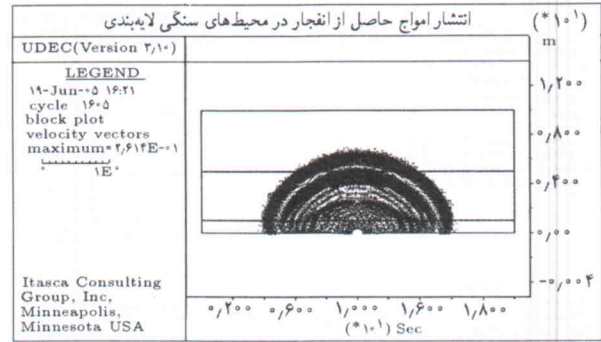 انتشار امواج حاصل از انفجار در محیط‌های سنگی لایه‌بندی
(*۱۰^۱)
m
UDEC(Version ۳٫۱۰)
LEGEND
۱۹-Jun-۰۵ ۱۶:۲۱
cycle ۱۶۰۵
block plot
velocity vectors
maximum=۲٫۶۱۴E-۰۱
۰ ۱E۰
۱٫۲۰۰
۰٫۸۰۰
۰٫۴۰۰
۰٫۰۰
-۰٫۰۰۴
Itasca Consulting
Group, Inc,
Minneapolis,
Minnesota USA
۰٫۲۰۰ ۰٫۶۰۰ ۱٫۰۰۰ ۱٫۶۰۰ ۱٫۸۰۰
(*۱۰^۱) Sec